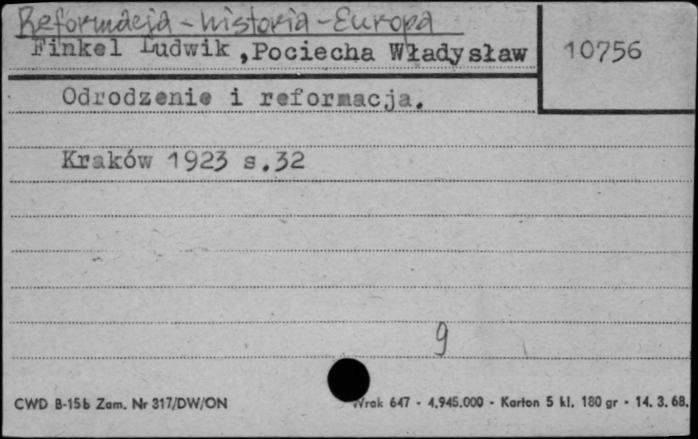 Reformacja - historia - Europa
Finkel Ludwik, Pociecha Władysław
10756
Odrodzenie i reformacja.
Kraków 1923 s.32
9
CWD B-15b Zam. Nr 317/DW/ON
Wrak 647 - 4.945.000 - Karton 5 kl. 180 gr - 14. 3. 68.